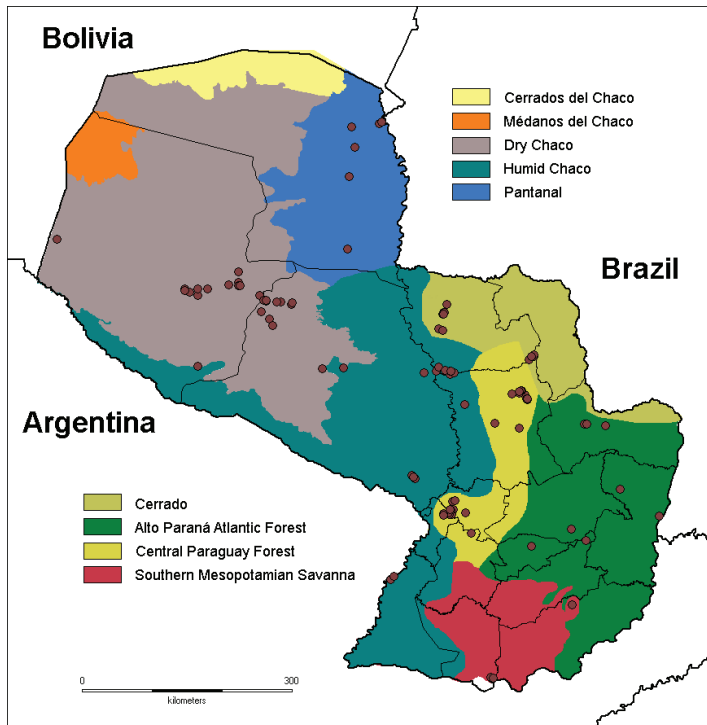 Bolivia
Cerrados del Chaco
Médanos del Chaco
Dry Chaco
Humid Chaco
Pantanal
Brazil
Argentina
Cerrado
Alto Paraná Atlantic Forest
Central Paraguay Forest
Southern Mesopotamian Savanna
0 300
kilometers